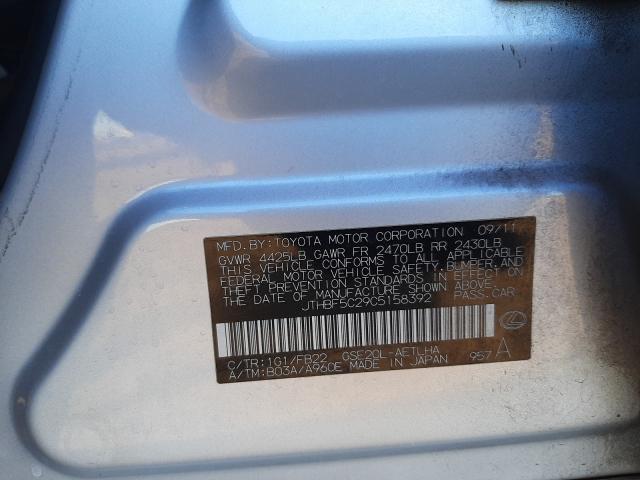 MFD. BY: TOYOTA MOTOR CORPORATION 09/11
GVWR 4425LB GAWR FR 2470LB RR 2430LB
THIS VEHICLE CONFORMS TO ALL APPLICABLE
FEDERAL MOTOR VEHICLE SAFETY, BUMPER, AND
THEFT PREVENTION STANDARDS IN EFFECT ON
THE DATE OF MANUFACTURE SHOWN ABOVE.
JTHBF5C29C5158392 PASS.CAR
C/TR:1G1/FB22 GSE20L-AETLHA
A/TM:B03A/A960E MADE IN JAPAN 957 A